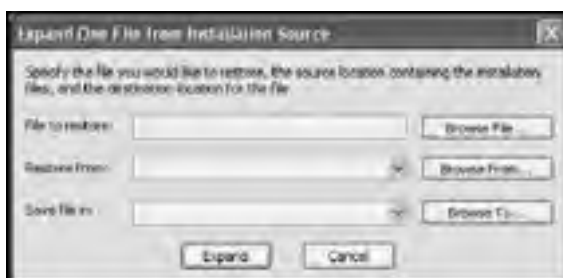 Expand One File from Installation Source
Specify the file you would like to restore, the source location containing the installation
files, and the destination location for the file
File to restore:
Browse File...
Restore from:
Browse From...
Save file in:
Browse To...
Expand
Cancel